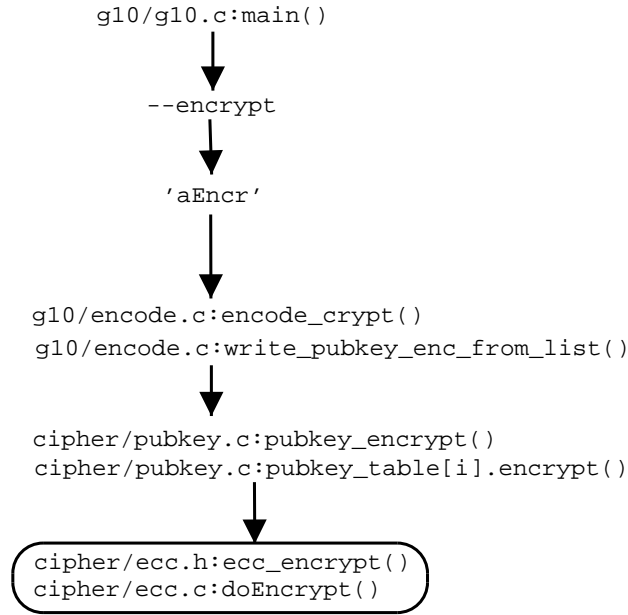 g10/g10.c:main()
--encrypt
’aEncr’
g10/encode.c:encode_crypt()
g10/encode.c:write_pubkey_enc_from_list()
cipher/pubkey.c:pubkey_encrypt()
cipher/pubkey.c:pubkey_table[i].encrypt()
cipher/ecc.h:ecc_encrypt()
cipher/ecc.c:doEncrypt()